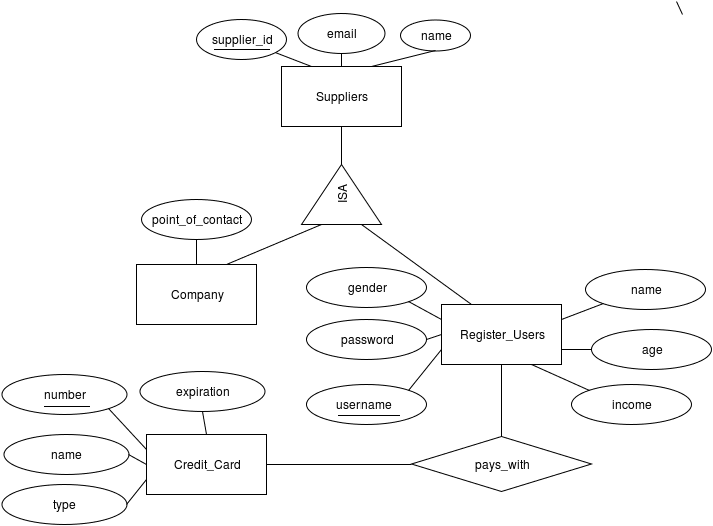 supplier_id
email
name
Suppliers
ISA
point_of_contact
Company
gender
name
password
Register_Users
age
username
income
number
expiration
name
Credit_Card
pays_with
type